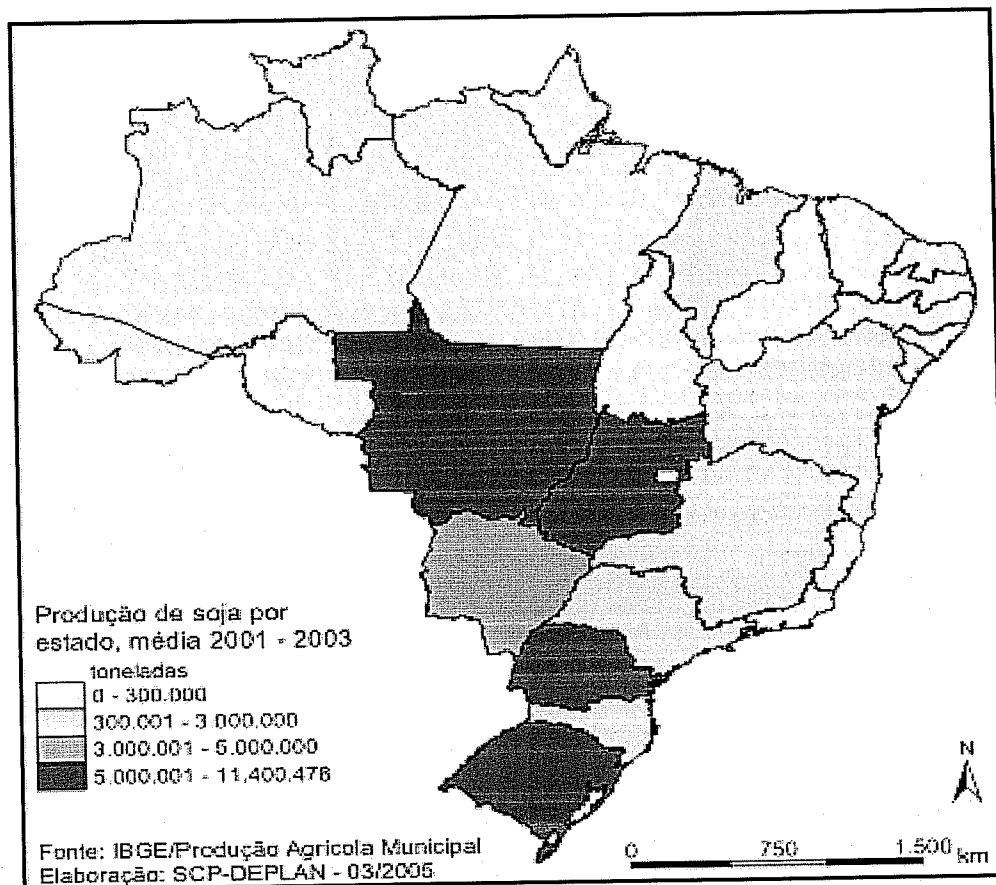 Produção de soja por
estado, média 2001 - 2003
toneladas
0 - 300.000
300.001 - 3.000.000
3.000.001 - 5.000.000
5.000.001 - 11.400.478
Fonte: IBGE/Produção Agrícola Municipal
Elaboração: SCP-DEPLAN - 03/2005
N
0 750 1.500 km